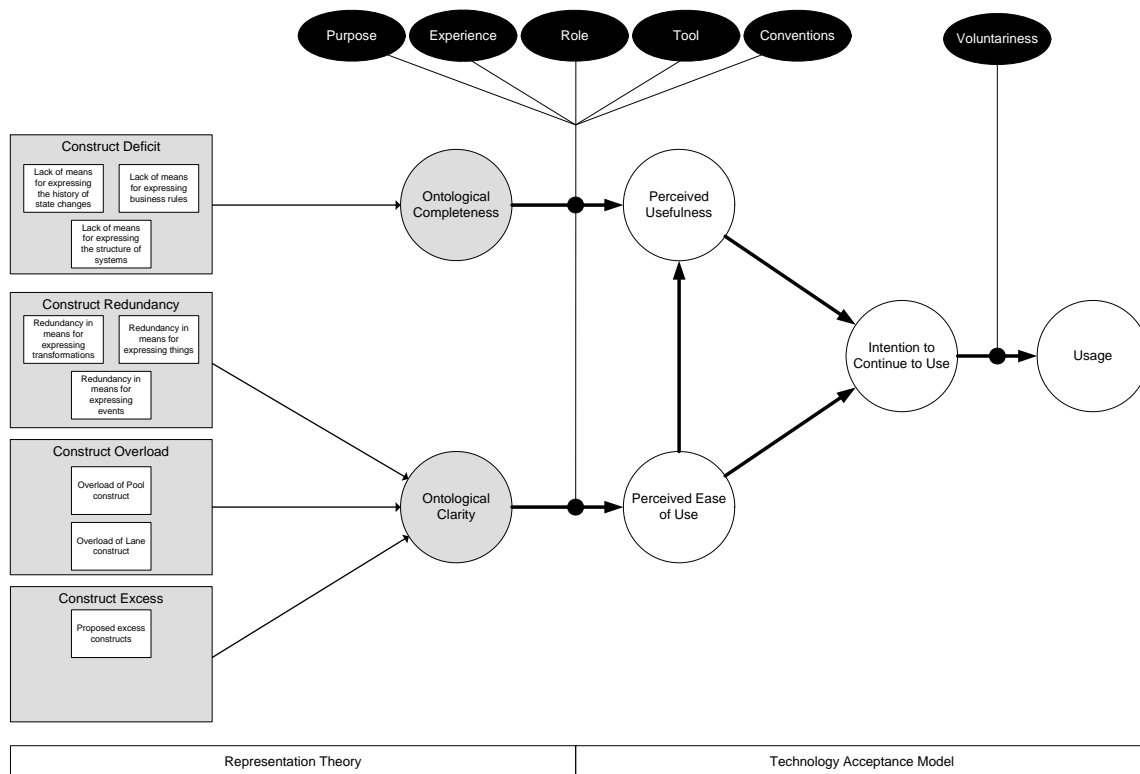 Purpose
Experience
Role
Tool
Conventions
Voluntariness
Construct Deficit
Lack of means
for expressing
the history of
state changes
Lack of means
for expressing
business rules
Lack of means
for expressing
the structure of
systems
Ontological
Completeness
Perceived
Usefulness
Construct Redundancy
Redundancy in
means for
expressing
transformations
Redundancy in
means for
expressing things
Redundancy in
means for
expressing
events
Intention to
Continue to Use
Usage
Construct Overload
Overload of Pool
construct
Overload of Lane
construct
Ontological
Clarity
Perceived Ease
of Use
Construct Excess
Proposed excess
constructs
Representation Theory
Technology Acceptance Model